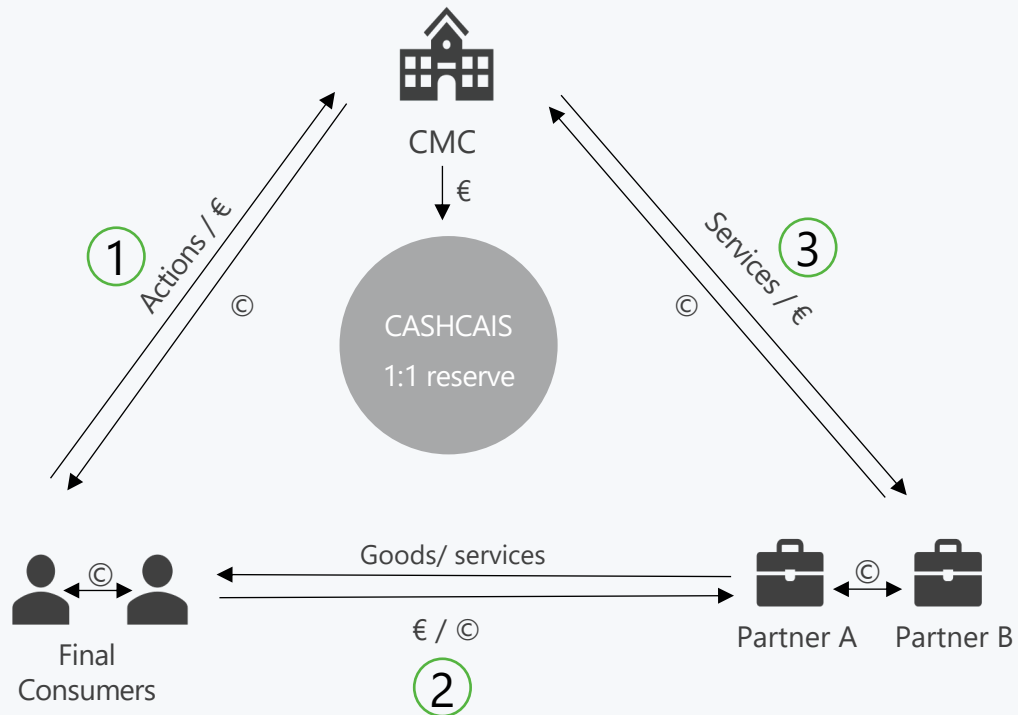 CMC
€
1
Actions / €
©
Services / €
3
©
CASHCAIS
1:1 reserve
Goods/ services
€ / ©
2
©
Final
Consumers
©
Partner A
Partner B